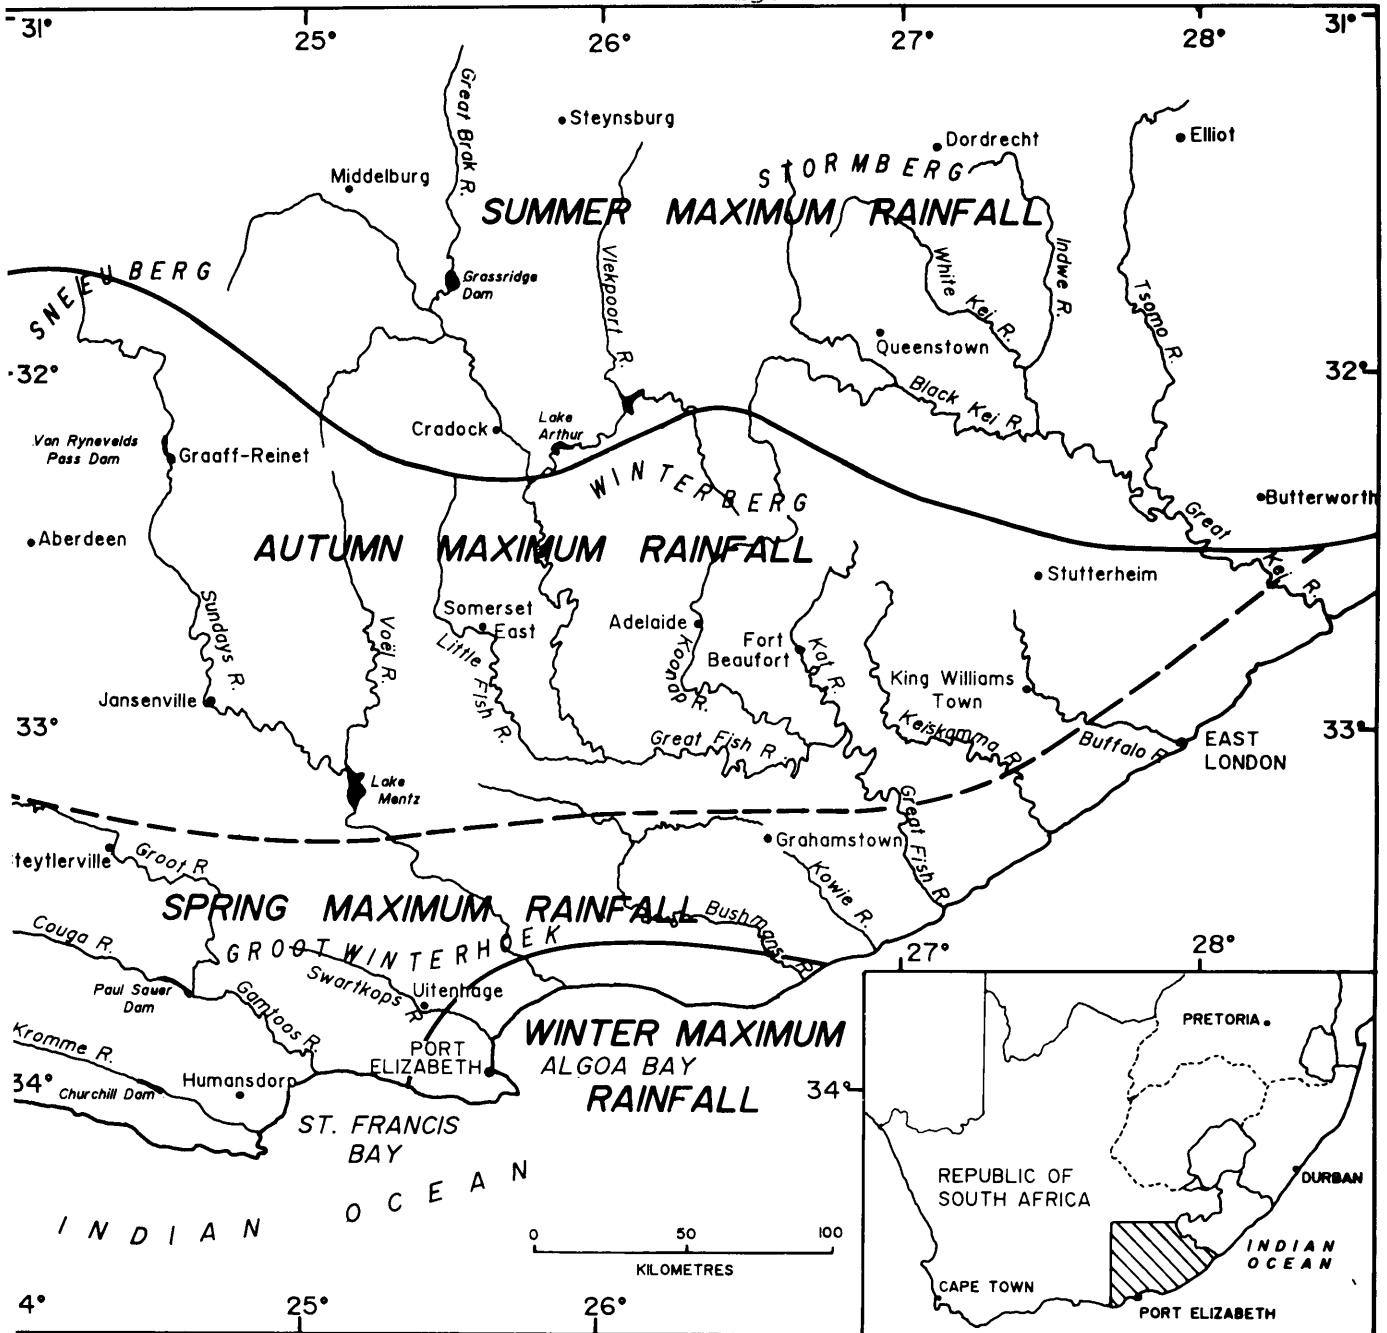 31°
25°
26°
27°
28°
31°
Great Brak R.
Steynsburg
Dordrecht
Elliot
Middelburg
STORMBERG
SUMMER MAXIMUM RAINFALL
SNEEUBERG
Grassridge
Dam
Vlekpoort R.
White Kei R.
Indwe R.
Tsomo R.
Queenstown
32°
32°
Black Kei R.
Lake
Arthur
Cradock
Van Rynevelds
Pass Dam
Graaff-Reinet
WINTERBERG
Butterworth
Great Kei R.
Aberdeen
AUTUMN MAXIMUM RAINFALL
Stutterheim
Sundays R.
Voël R.
Somerset
East
Little Fish R.
Adelaide
Koonap R.
Fort
Beaufort
Kat R.
King Williams
Town
Jansenville
33°
33°
Great Fish R.
Keiskamma R.
Buffalo R.
EAST
LONDON
Lake
Mentz
Great Fish R.
Grahamstown
teytlerville
Groot R
Kowie R.
SPRING MAXIMUM RAINFALL
Bushmans R.
Couga R.
GROOT WINTERHOEK
Swartkops R.
27°
28°
Paul Sauer
Dam
Gamtoos R.
Uitenhage
WINTER MAXIMUM
RAINFALL
Kromme R.
PORT
ELIZABETH
ALGOA BAY
34°
34°
Churchill Dam
Humansdorp
ST. FRANCIS
BAY
INDIAN OCEAN
0 50 100
KILOMETRES
PRETORIA
REPUBLIC OF
SOUTH AFRICA
DURBAN
INDIAN
OCEAN
CAPE TOWN
PORT ELIZABETH
4°
25°
26°